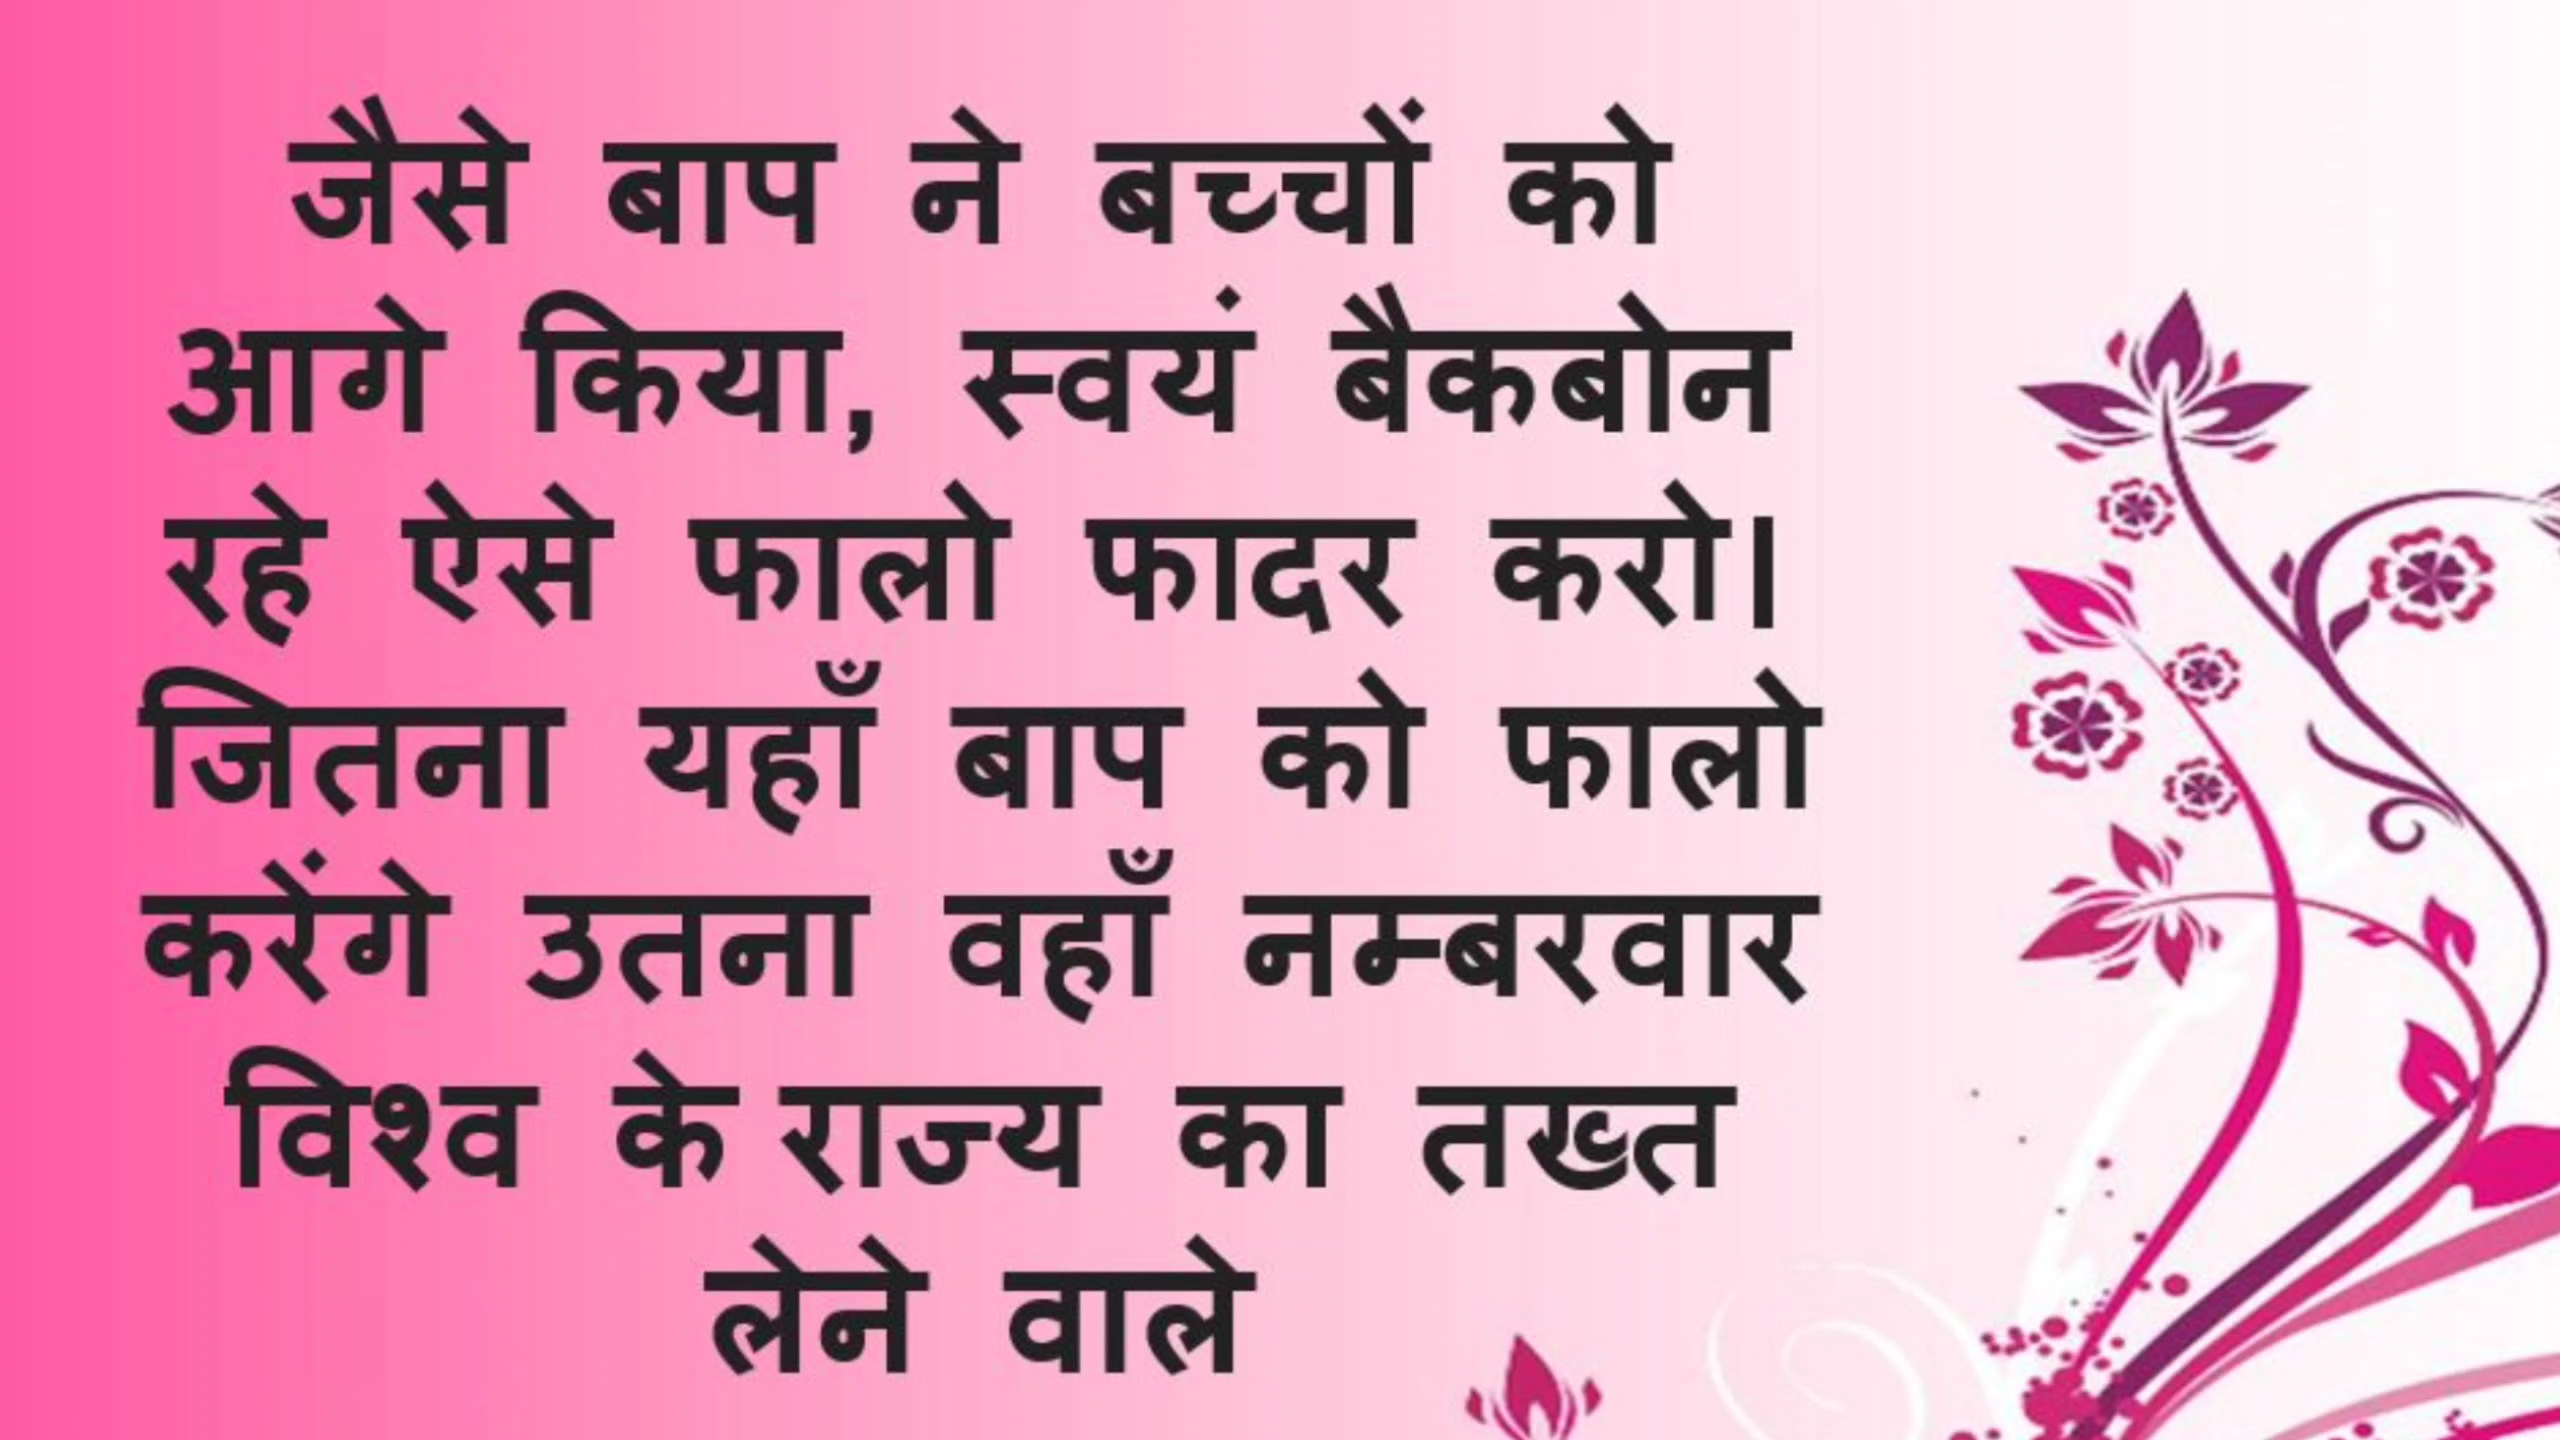 जैसे बाप ने बच्चों को
आगे किया, स्वयं बैकबोन
रहे ऐसे फालो फादर करो।
जितना यहाँ बाप को फालो
करेंगे उतना वहाँ नम्बरवार
विश्व के राज्य का तख्त
लेने वाले